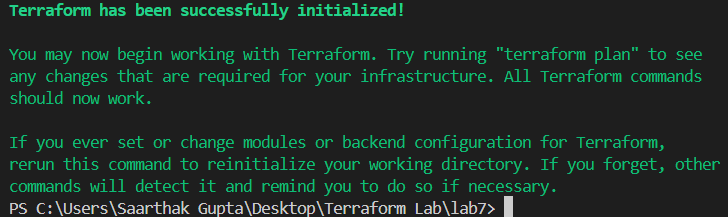 Terraform has been successfully initialized!
You may now begin working with Terraform. Try running "terraform plan" to see
any changes that are required for your infrastructure. All Terraform commands
should now work.
If you ever set or change modules or backend configuration for Terraform,
rerun this command to reinitialize your working directory. If you forget, other
commands will detect it and remind you to do so if necessary.
PS C:\Users\Saarthak Gupta\Desktop\Terraform Lab\lab7>